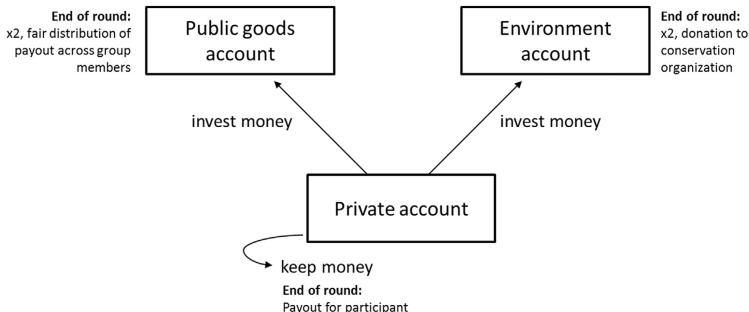 End of round:
x2, fair distribution of
payout across group
members
Public goods
account
Environment
account
End of round:
x2, donation to
conservation
organization
invest money
invest money
Private account
keep money
End of round:
Payout for participant